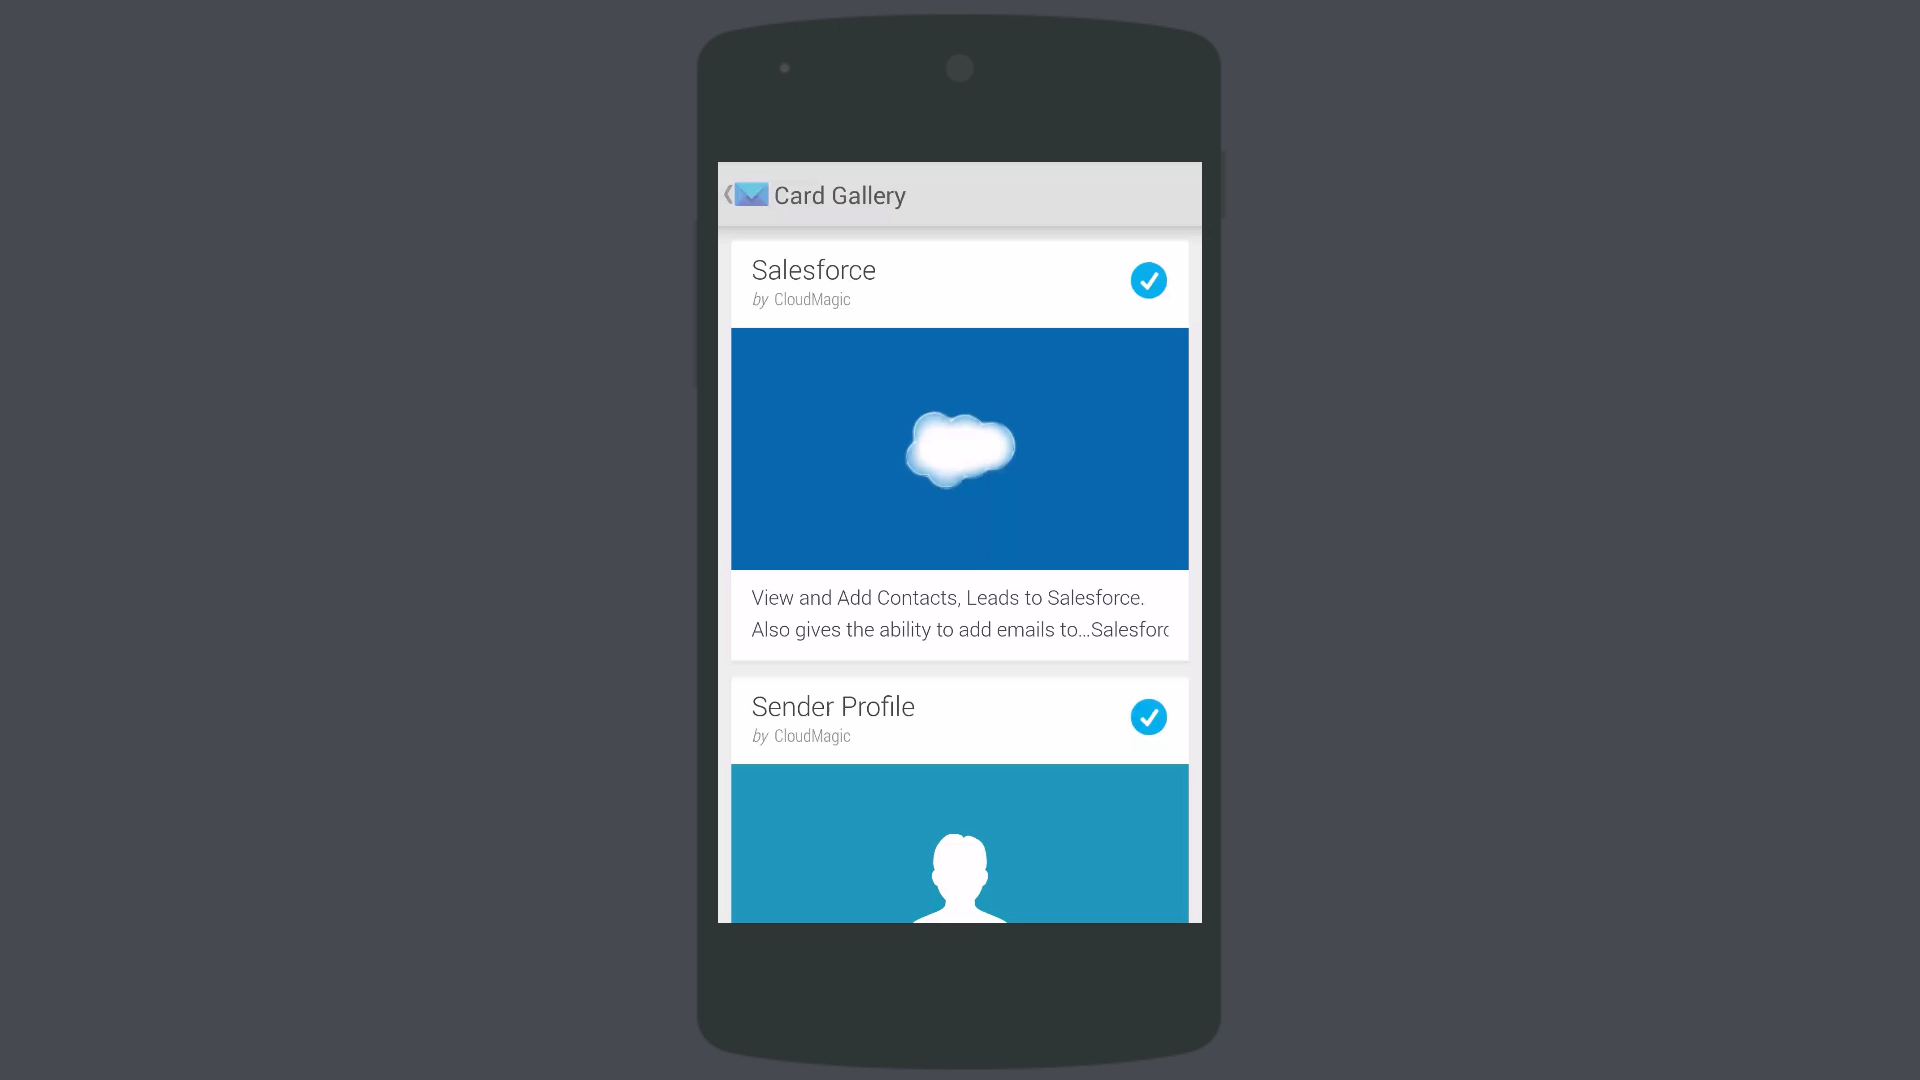 Card Gallery
Salesforce
by CloudMagic
View and Add Contacts, Leads to Salesforce.
Also gives the ability to add emails to...Salesforc
Sender Profile
by CloudMagic